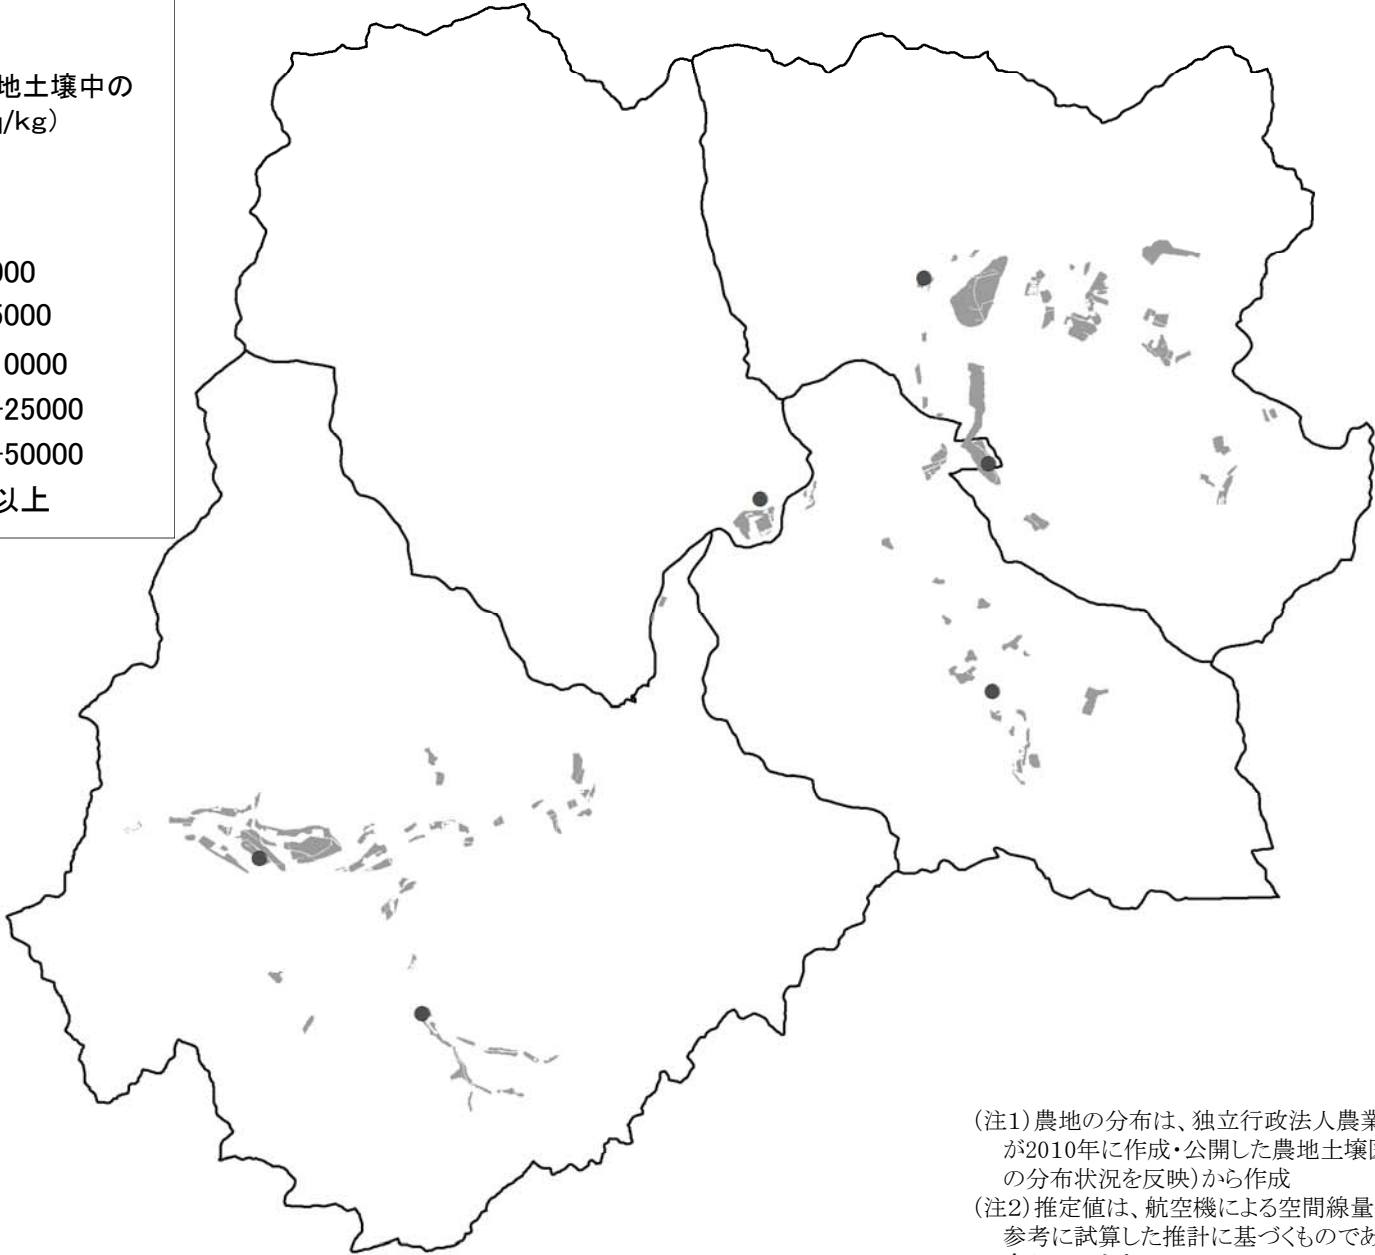 地土壌中の
/kg）
000
5000
10000
-25000
-50000
以上
（注1）農地の分布は、独立行政法人農業
が2010年に作成・公開した農地土壌図
の分布状況を反映）から作成
（注2）推定値は、航空機による空間線量
参考に試算した推計に基づくものであ